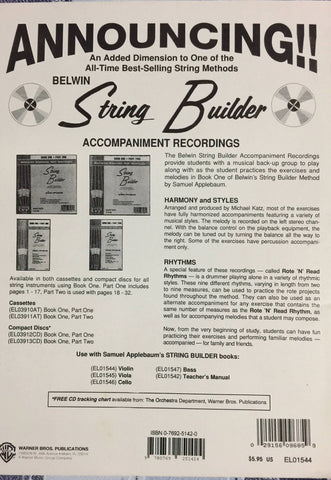 ANNOUNCING!!
An Added Dimension to One of the
All-Time Best-Selling String Methods
BELWIN
String Builder
ACCOMPANIMENT RECORDINGS
The Belwin String Builder Accompaniment Recordings
provide students with a musical back-up group to play
along with as the student practices the exercises and
melodies in Book One of Belwin's String Builder Method
by Samuel Applebaum.
HARMONY and STYLES
Arranged and produced by Michael Katz, most of the exercises
have fully harmonized accompaniments featuring a variety of
musical styles. The melody is recorded on the left stereo chan-
nel. With the balance control on the playback equipment, the
melody can be tuned out by turning the balance all the way to
the right. Some of the exercises have percussion accompani-
ment only.
RHYTHMS
A special feature of these recordings — called Rote 'N' Read
Rhythms — is a drummer playing alone in a variety of rhythmic
styles. These nine different rhythms, varying in length from two
to nine measures, can be used to practice the rote projects
found throughout the method. They can also be used as an
alternate accompaniment for any exercise that contains the
same number of measures as the Rote 'N' Read Rhythm, as
well as for accompanying melodies that a student may compose.
Now, from the very beginning of study, students can have fun
practicing their exercises and performing familiar melodies —
accompanied — for family and friends.
String Builder
String Builder
Available in both cassettes and compact discs for all
string instruments using Book One. Part One includes
pages 1 - 17, Part Two is used with pages 18 - 32.
Cassettes
(EL03910AT) Book One, Part One
(EL03911AT) Book One, Part Two
Compact Discs*
(EL03912CD) Book One, Part One
(EL03913CD) Book One, Part Two
Use with Samuel Applebaum's STRING BUILDER books:
(EL01544) Violin
(EL01545) Viola
(EL01546) Cello
(EL01547) Bass
(EL01542) Teacher's Manual
*FREE CD tracking chart available from: The Orchestra Department, Warner Bros. Publications.
WARNER BROS. PUBLICATIONS
ISBN 0-7692-5142-0
$5.95 US
EL01544